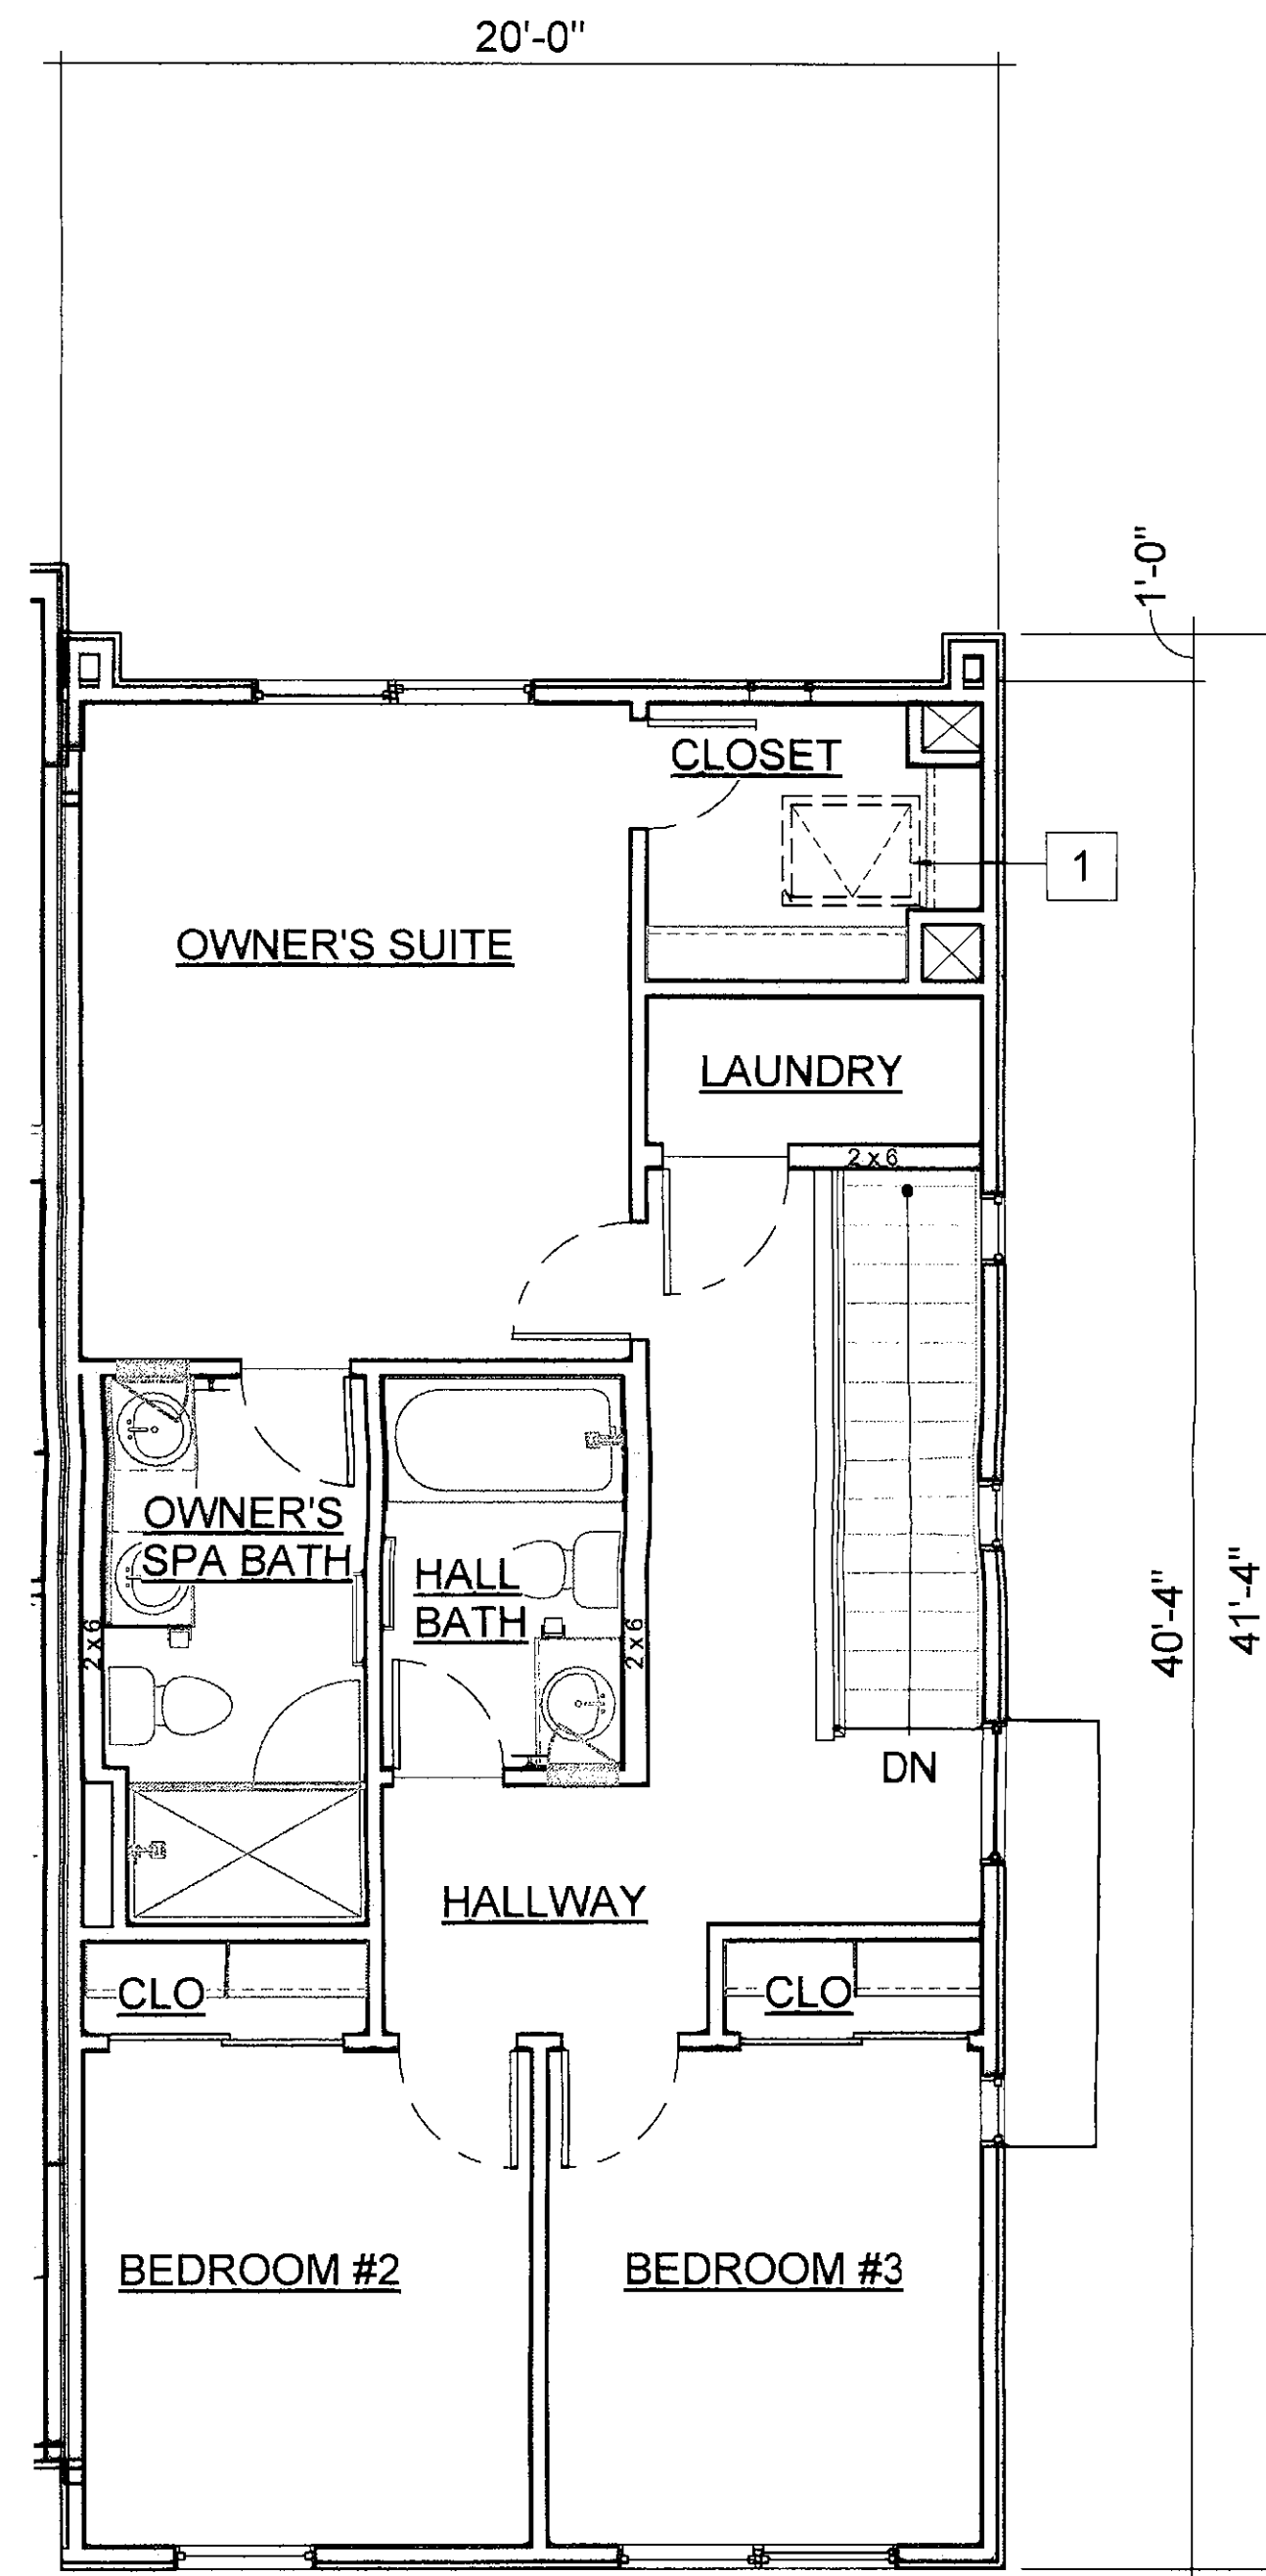 20'-0"
1'-0"
CLOSET
1
OWNER'S SUITE
LAUNDRY
2 x 6
OWNER'S
SPA BATH
HALL
BATH
2 x 6
2 x 6
40'-4"
41'-4"
DN
HALLWAY
CLO
CLO
BEDROOM #2
BEDROOM #3